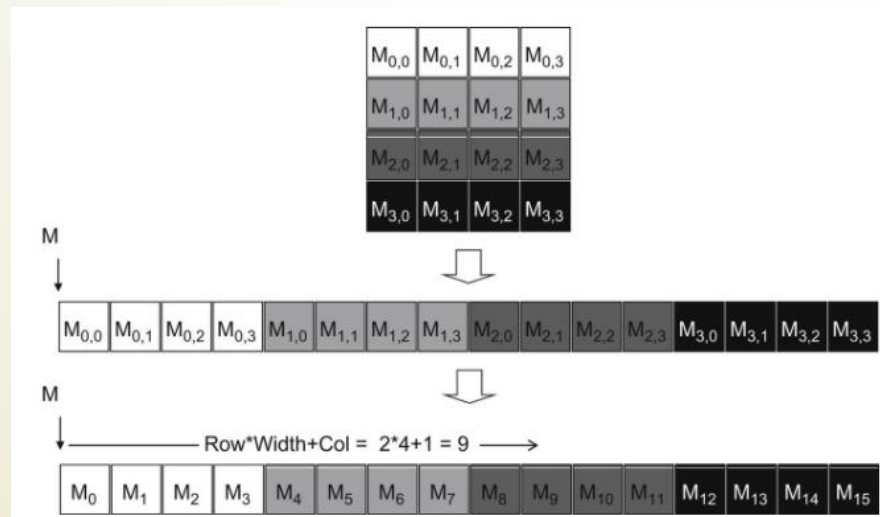 M0,0 M0,1 M0,2 M0,3
M1,0 M1,1 M1,2 M1,3
M2,0 M2,1 M2,2 M2,3
M3,0 M3,1 M3,2 M3,3
M
M0,0 M0,1 M0,2 M0,3 M1,0 M1,1 M1,2 M1,3 M2,0 M2,1 M2,2 M2,3 M3,0 M3,1 M3,2 M3,3
M
Row*Width+Col = 2*4+1 = 9
M0 M1 M2 M3 M4 M5 M6 M7 M8 M9 M10 M11 M12 M13 M14 M15